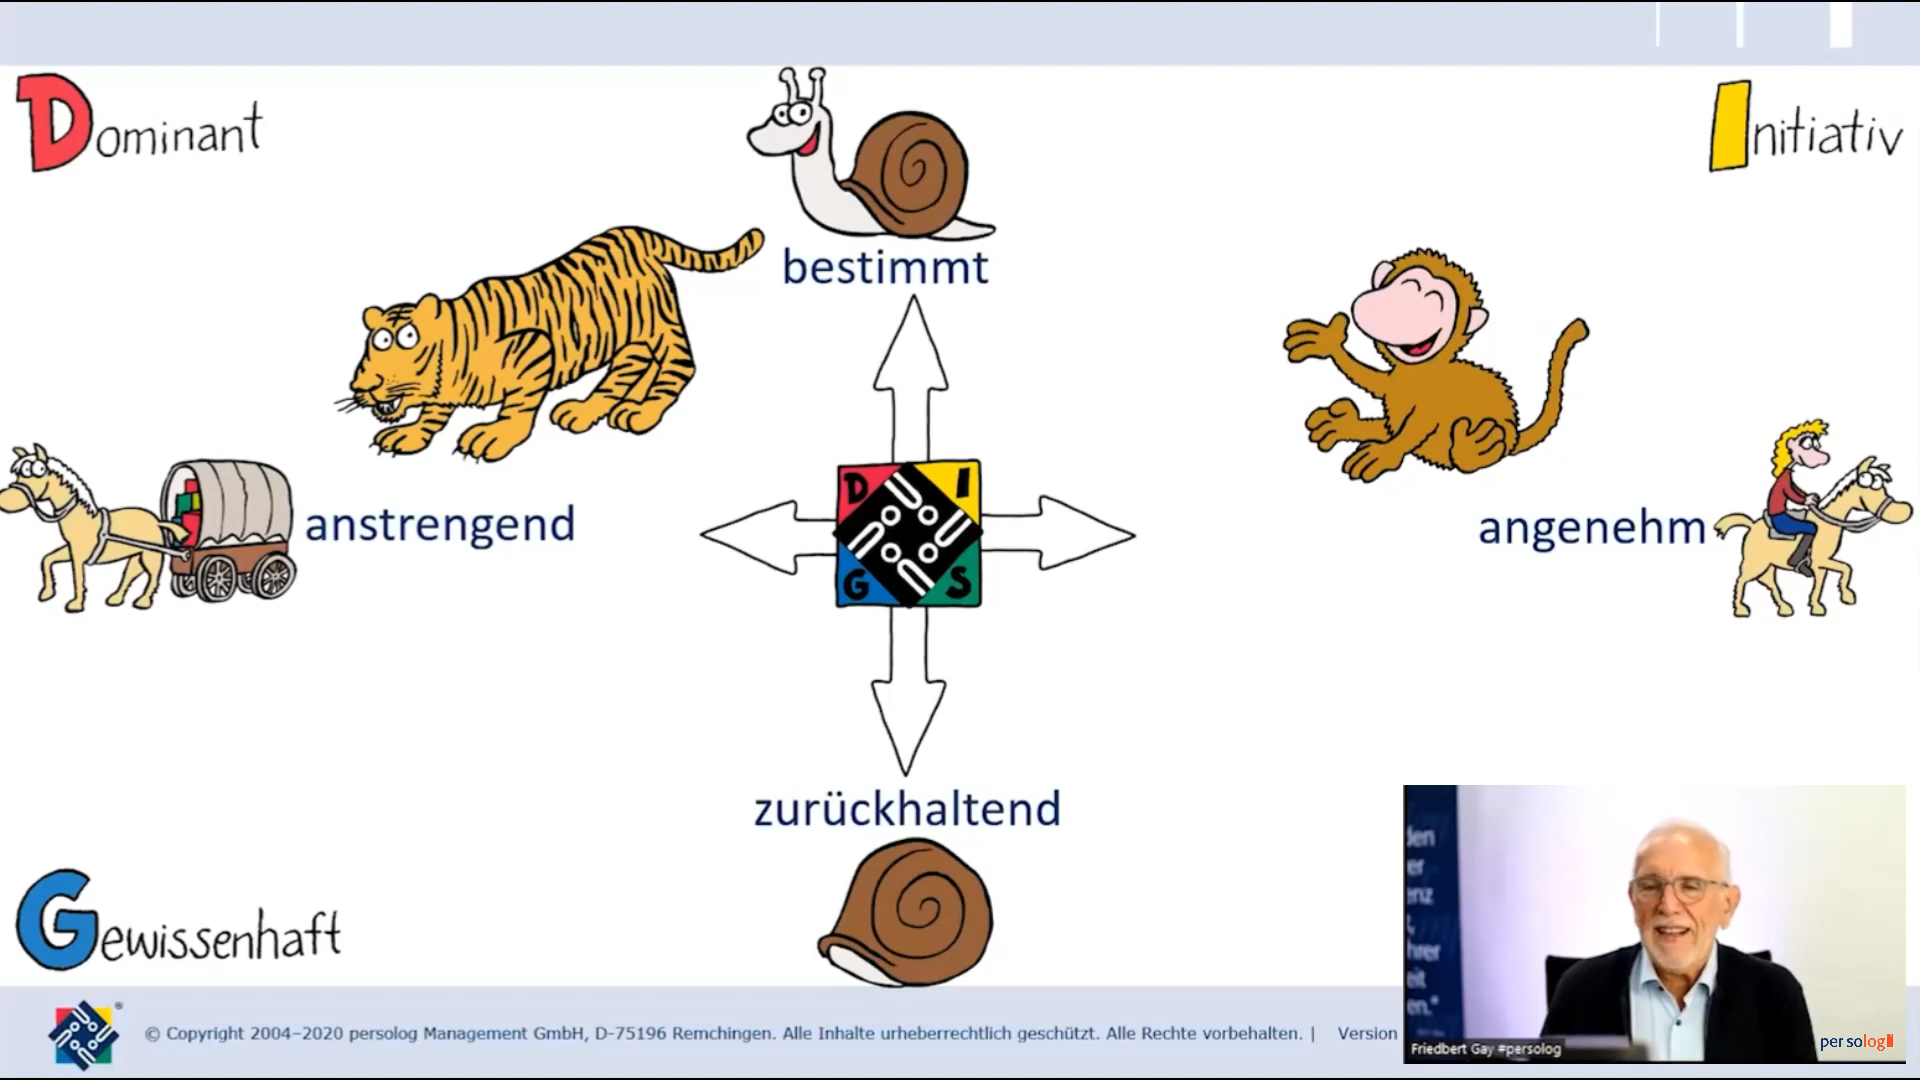 Dominant
Initiativ
bestimmt
anstrengend
angenehm
D I
G S
zurückhaltend
Gewissenhaft
® © Copyright 2004–2020 persolog Management GmbH, D-75196 Remchingen. Alle Inhalte urheberrechtlich geschützt. Alle Rechte vorbehalten. | Version
Friedbert Gay #persolog
persolog